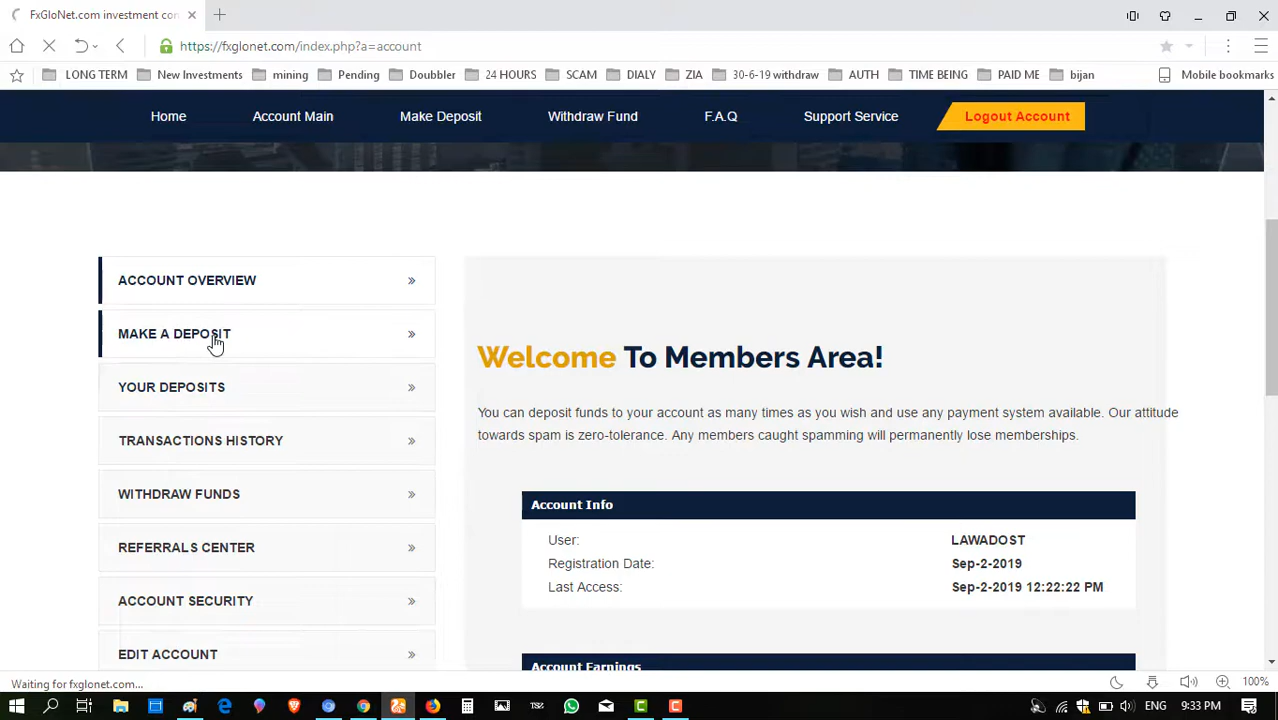 FxGloNet.com investment con
https://fxglonet.com/index.php?a=account
LONG TERM New Investments mining Pending Doubbler 24 HOURS SCAM DIALY ZIA 30-6-19 withdraw AUTH TIME BEING PAID ME bijan Mobile bookmarks
Home Account Main Make Deposit Withdraw Fund F.A.Q Support Service Logout Account
ACCOUNT OVERVIEW
MAKE A DEPOSIT
YOUR DEPOSITS
TRANSACTIONS HISTORY
WITHDRAW FUNDS
REFERRALS CENTER
ACCOUNT SECURITY
EDIT ACCOUNT
Welcome To Members Area!
You can deposit funds to your account as many times as you wish and use any payment system available. Our attitude
towards spam is zero-tolerance. Any members caught spamming will permanently lose memberships.
Account Info
User: LAWADOST
Registration Date: Sep-2-2019
Last Access: Sep-2-2019 12:22:22 PM
Account Earnings
Waiting for fxglonet.com...
100%
ENG 9:33 PM